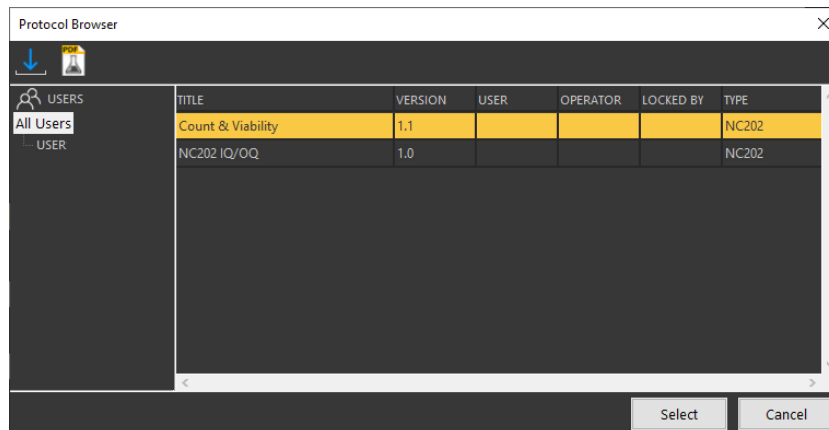 Protocol Browser
PDF
USERS
All Users
USER
TITLE VERSION USER OPERATOR LOCKED BY TYPE
Count & Viability 1.1 NC202
NC202 IQ/OQ 1.0 NC202
Select Cancel